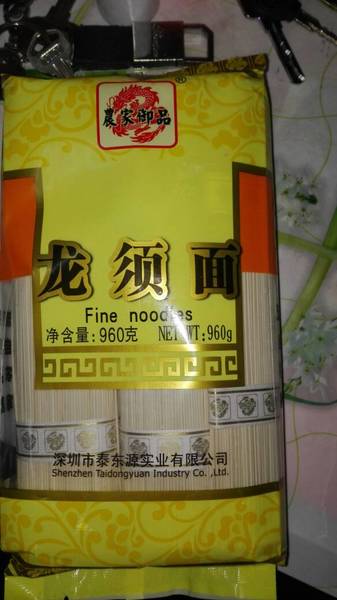 農家御品
®
龙须面
Fine noodles
净含量:960克 NET WT:960g
深圳市泰东源实业有限公司
Shenzhen Taidongyuan Industry Co.,Ltd.